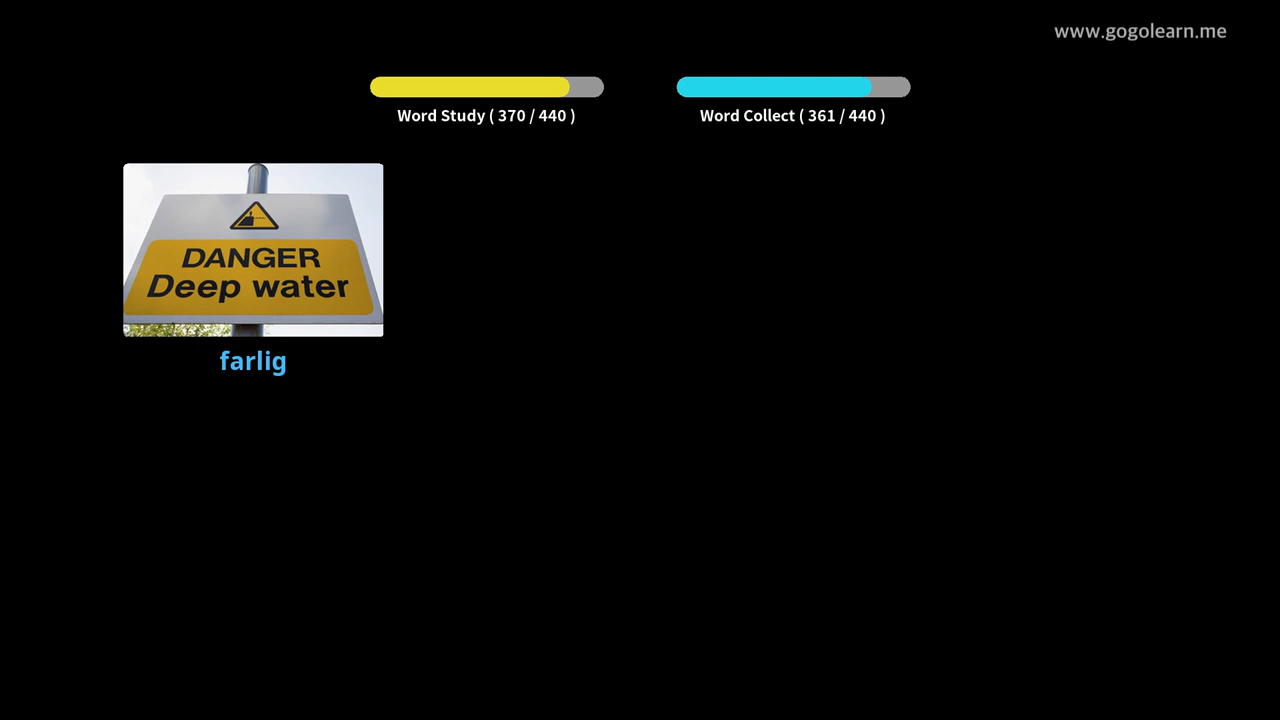 www.gogolearn.me
Word Study ( 370 / 440 )
Word Collect ( 361 / 440 )
DANGER
Deep water
farlig